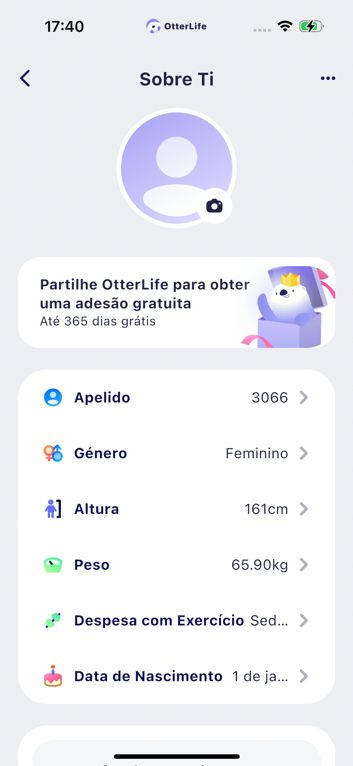 17:40
OtterLife
Sobre Ti
Partilhe OtterLife para obter
uma adesão gratuita
Até 365 dias grátis
Apelido 3066
Género Feminino
Altura 161cm
Peso 65.90kg
Despesa com Exercício Sed...
Data de Nascimento 1 de ja...